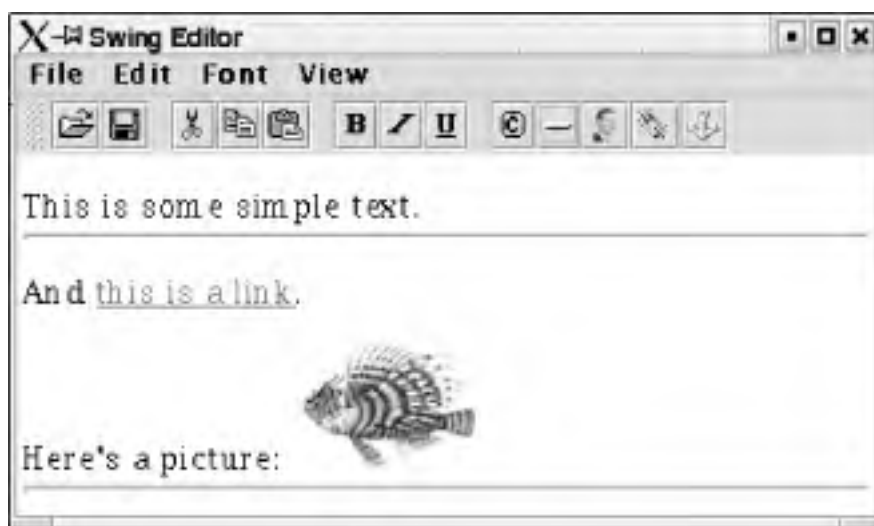 Swing Editor
File Edit Font View
B I U ©
This is some simple text.
And this is a link.
Here's a picture: